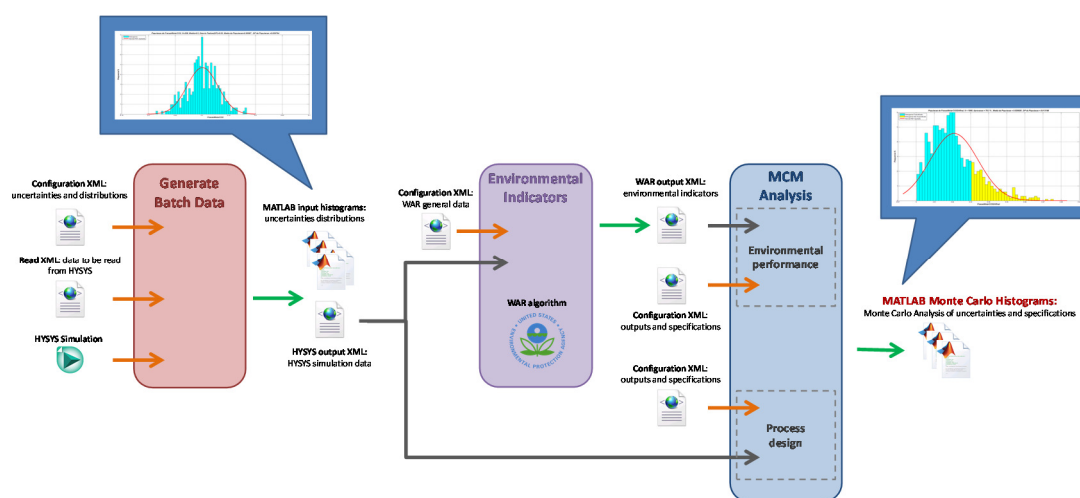 Configuration XML:
uncertainties and distributions
Read XML: data to be read
from HYSYS
HYSYS Simulation
Generate
Batch Data
MATLAB input histograms:
uncertainties distributions
HYSYS output XML:
HYSYS simulation data
Configuration XML:
WAR general data
Environmental
Indicators
WAR algorithm
UNITED STATES
ENVIRONMENTAL PROTECTION AGENCY
WAR output XML:
environmental indicators
Configuration XML:
outputs and specifications
Configuration XML:
outputs and specifications
MCM
Analysis
Environmental
performance
Process
design
MATLAB Monte Carlo Histograms:
Monte Carlo Analysis of uncertainties and specifications